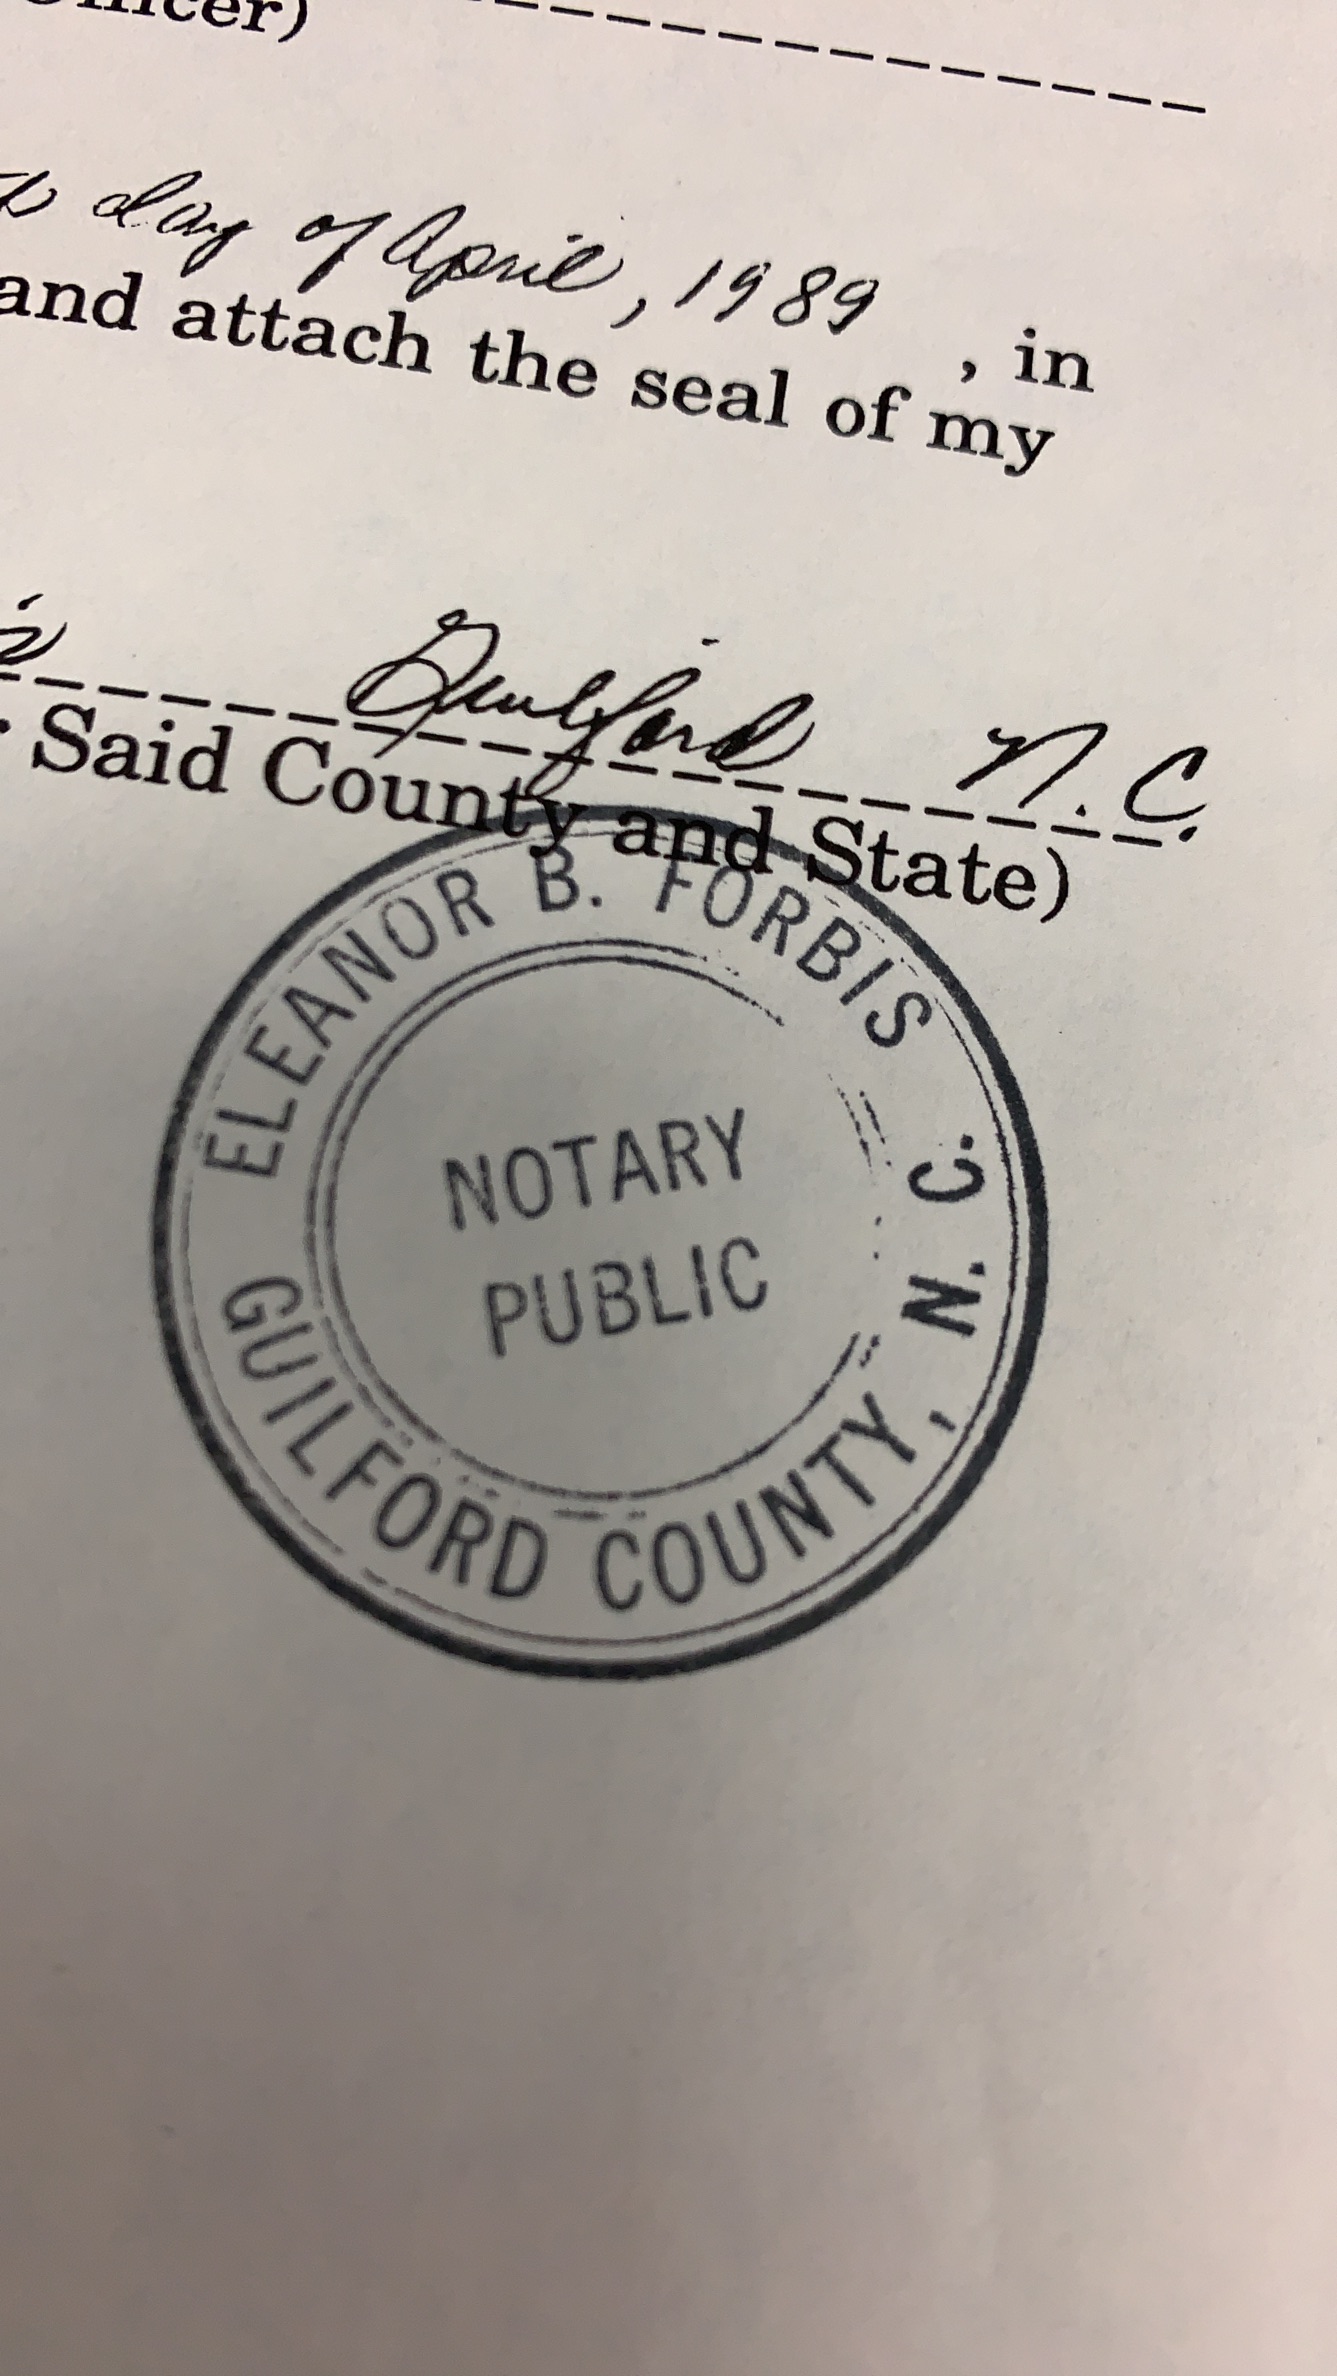 day of April, 1989 , in
and attach the seal of my
Guilford N.C.
Said County and State)
ELEANOR B. FORBIS
NOTARY
PUBLIC
GUILFORD COUNTY, N. C.